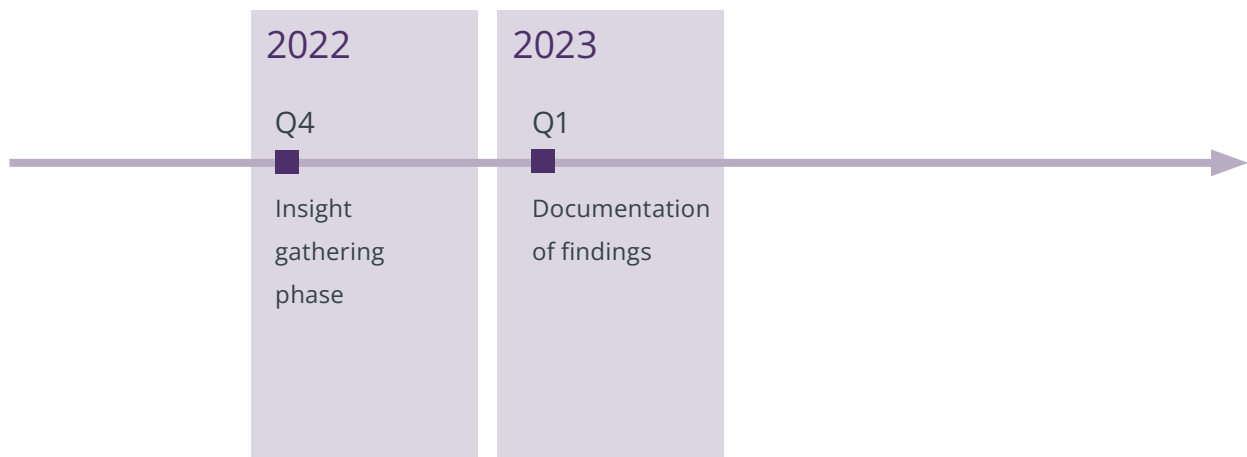 2022
Q4
Insight
gathering
phase
2023
Q1
Documentation
of findings